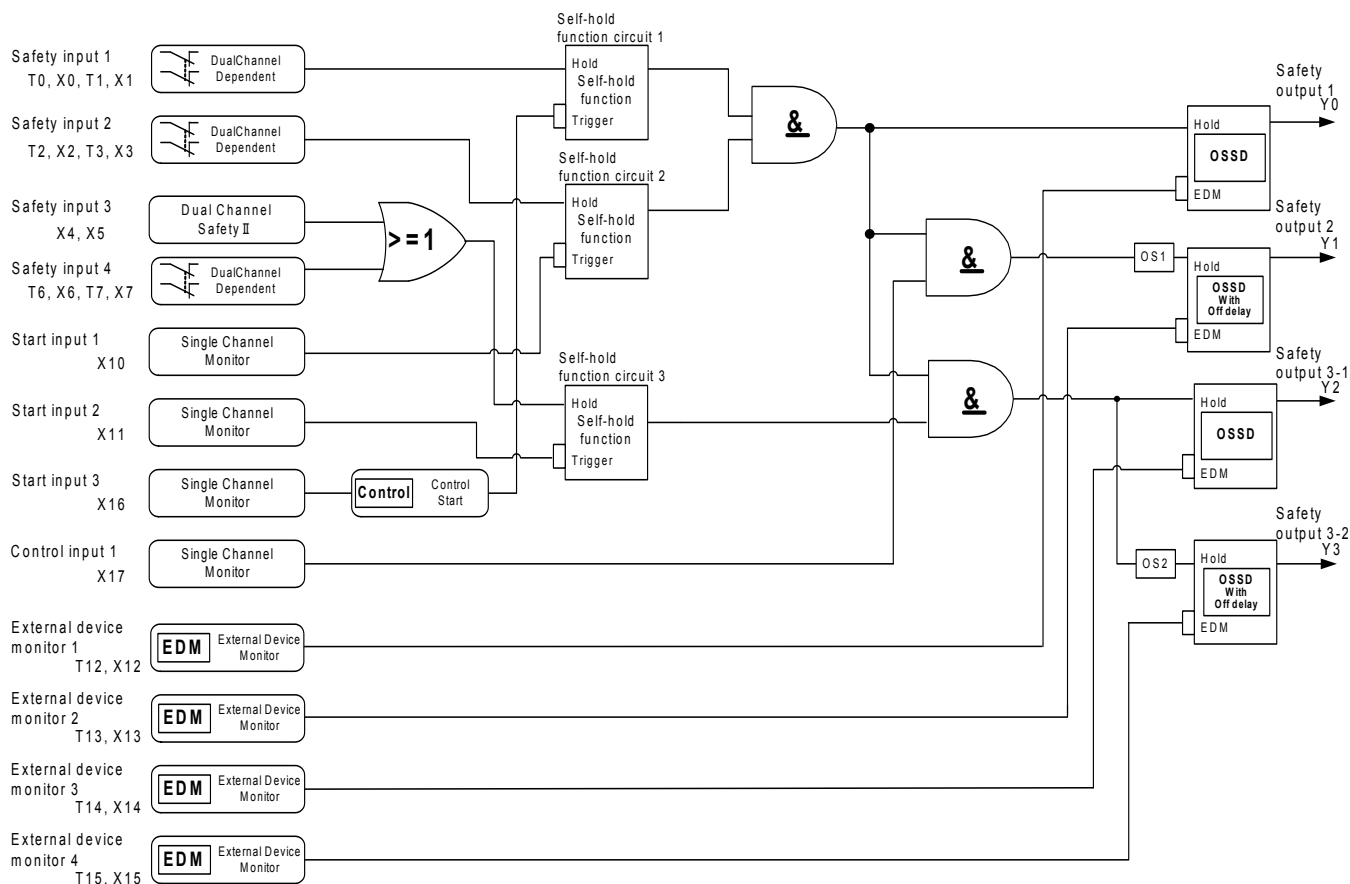 Safety input 1
T0, X0, T1, X1
DualChannel
Dependent
Safety input 2
T2, X2, T3, X3
DualChannel
Dependent
Safety input 3
X4, X5
Dual Channel
Safety II
Safety input 4
T6, X6, T7, X7
DualChannel
Dependent
>=1
Start input 1
X10
Single Channel
Monitor
Start input 2
X11
Single Channel
Monitor
Start input 3
X16
Single Channel
Monitor
Control
Control
Start
Control input 1
X17
Single Channel
Monitor
External device
monitor 1
T12, X12
EDM
External Device
Monitor
External device
monitor 2
T13, X13
EDM
External Device
Monitor
External device
monitor 3
T14, X14
EDM
External Device
Monitor
External device
monitor 4
T15, X15
EDM
External Device
Monitor
Self-hold
function circuit 1
Hold
Self-hold
function
Trigger
Self-hold
function circuit 2
Hold
Self-hold
function
Trigger
Self-hold
function circuit 3
Hold
Self-hold
function
Trigger
&
&
&
OS1
OS2
Safety
output 1
Y0
Hold
OSSD
EDM
Safety
output 2
Y1
Hold
OSSD
With
Off delay
EDM
Safety
output 3-1
Y2
Hold
OSSD
EDM
Safety
output 3-2
Y3
Hold
OSSD
With
Off delay
EDM